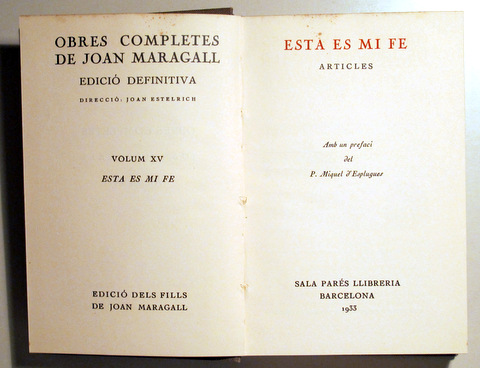 OBRES COMPLETES
DE JOAN MARAGALL
EDICIÓ DEFINITIVA
DIRECCIÓ: JOAN ESTELRICH
VOLUM XV
ESTA ES MI FE
EDICIÓ DELS FILLS
DE JOAN MARAGALL
ESTA ES MI FE
ARTICLES
Amb un prefaci
del
P. Miquel d'Esplugues
SALA PARÉS LLIBRERIA
BARCELONA
1933